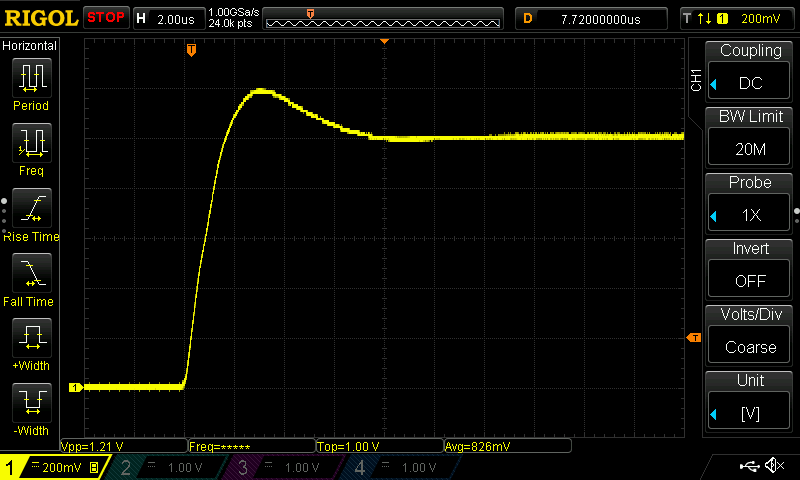 RIGOL STOP H 2.00us 1.00GSa/s 24.0k pts T D 7.72000000us T 1 200mV
Horizontal
Period
Freq
Rise Time
Fall Time
+Width
-Width
T
1
T
CH1
Coupling
DC
BW Limit
20M
Probe
1X
Invert
OFF
Volts/Div
Coarse
Unit
[V]
Vpp=1.21 V Freq=***** Top=1.00 V Avg=826mV
1 200mV B 2 1.00 V 3 1.00 V 4 1.00 V